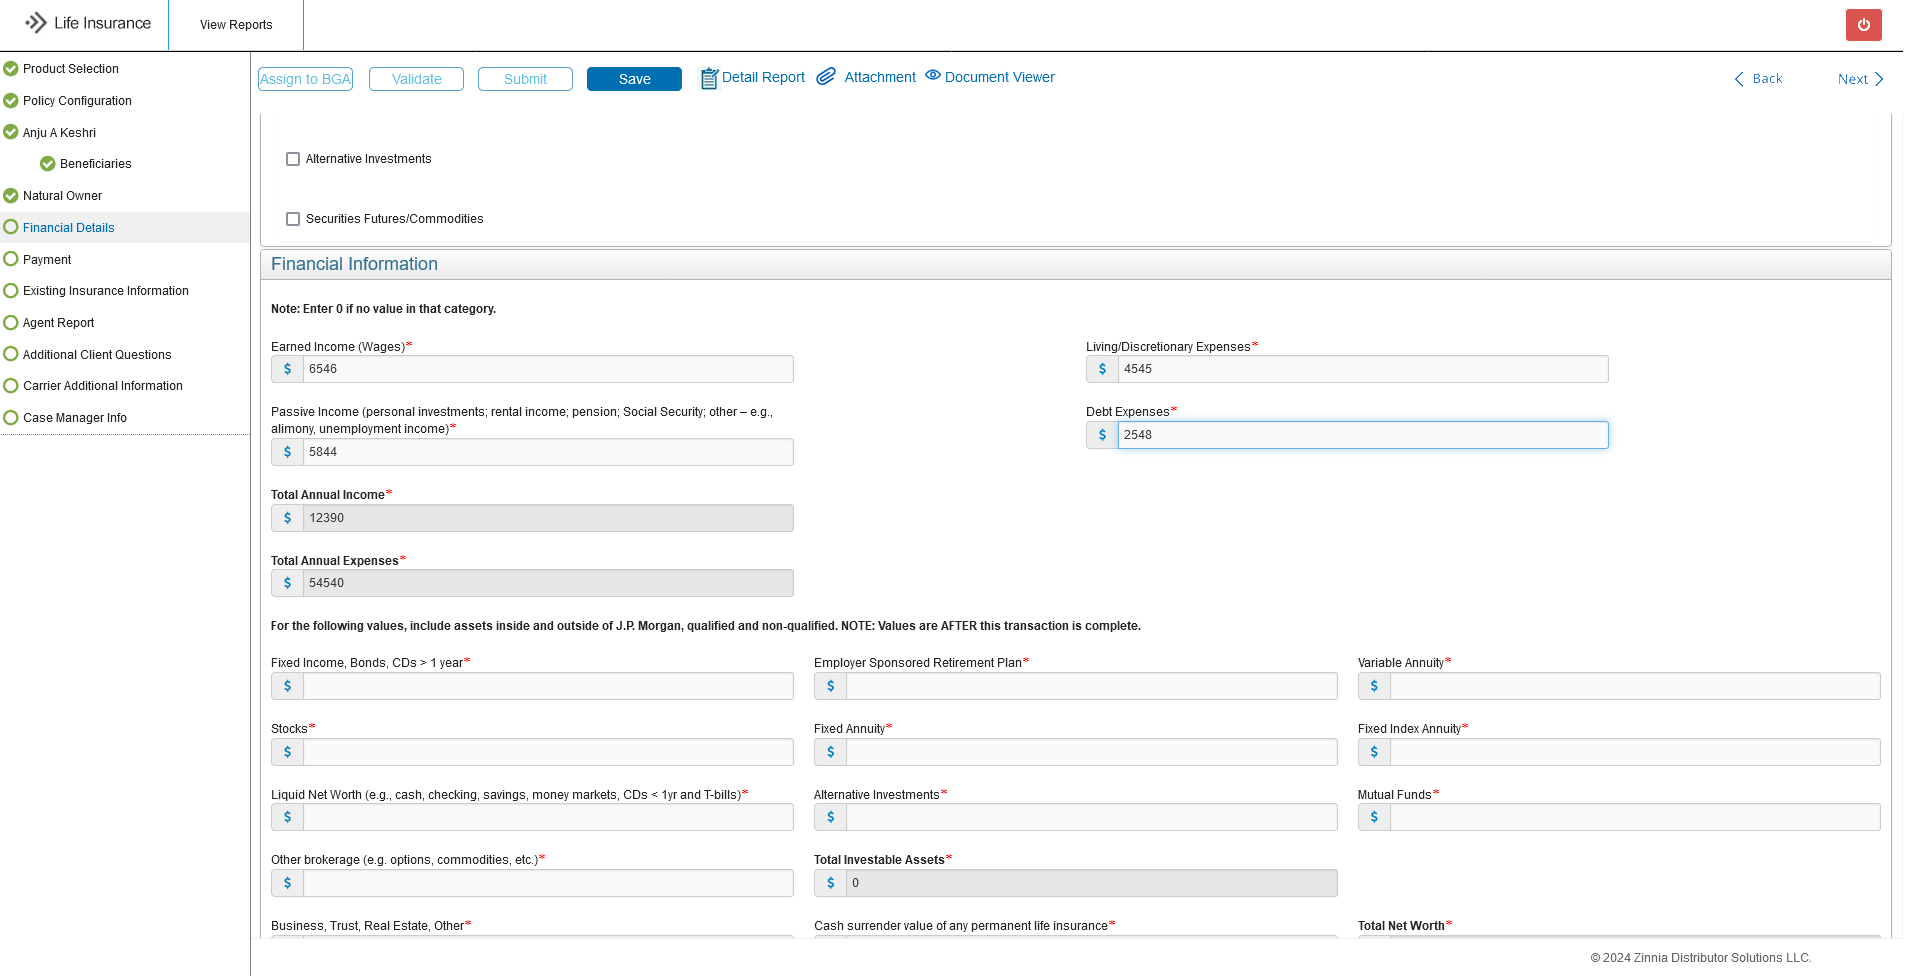 Life Insurance
View Reports
Product Selection
Policy Configuration
Anju A Keshri
Beneficiaries
Natural Owner
Financial Details
Payment
Existing Insurance Information
Agent Report
Additional Client Questions
Carrier Additional Information
Case Manager Info
Assign to BGA
Validate
Submit
Save
Detail Report
Attachment
Document Viewer
Back
Next
Alternative Investments
Securities Futures/Commodities
Financial Information
Note: Enter 0 if no value in that category.
Earned Income (Wages)*
$ 6546
Living/Discretionary Expenses*
$ 4545
Passive Income (personal investments; rental income; pension; Social Security; other – e.g.,
alimony, unemployment income)*
$ 5844
Debt Expenses*
$ 2548
Total Annual Income*
$ 12390
Total Annual Expenses*
$ 54540
For the following values, include assets inside and outside of J.P. Morgan, qualified and non-qualified. NOTE: Values are AFTER this transaction is complete.
Fixed Income, Bonds, CDs > 1 year*
$
Employer Sponsored Retirement Plan*
$
Variable Annuity*
$
Stocks*
$
Fixed Annuity*
$
Fixed Index Annuity*
$
Liquid Net Worth (e.g., cash, checking, savings, money markets, CDs < 1yr and T-bills)*
$
Alternative Investments*
$
Mutual Funds*
$
Other brokerage (e.g. options, commodities, etc.)*
$
Total Investable Assets*
$ 0
Business, Trust, Real Estate, Other*
Cash surrender value of any permanent life insurance*
Total Net Worth*
© 2024 Zinnia Distributor Solutions LLC.